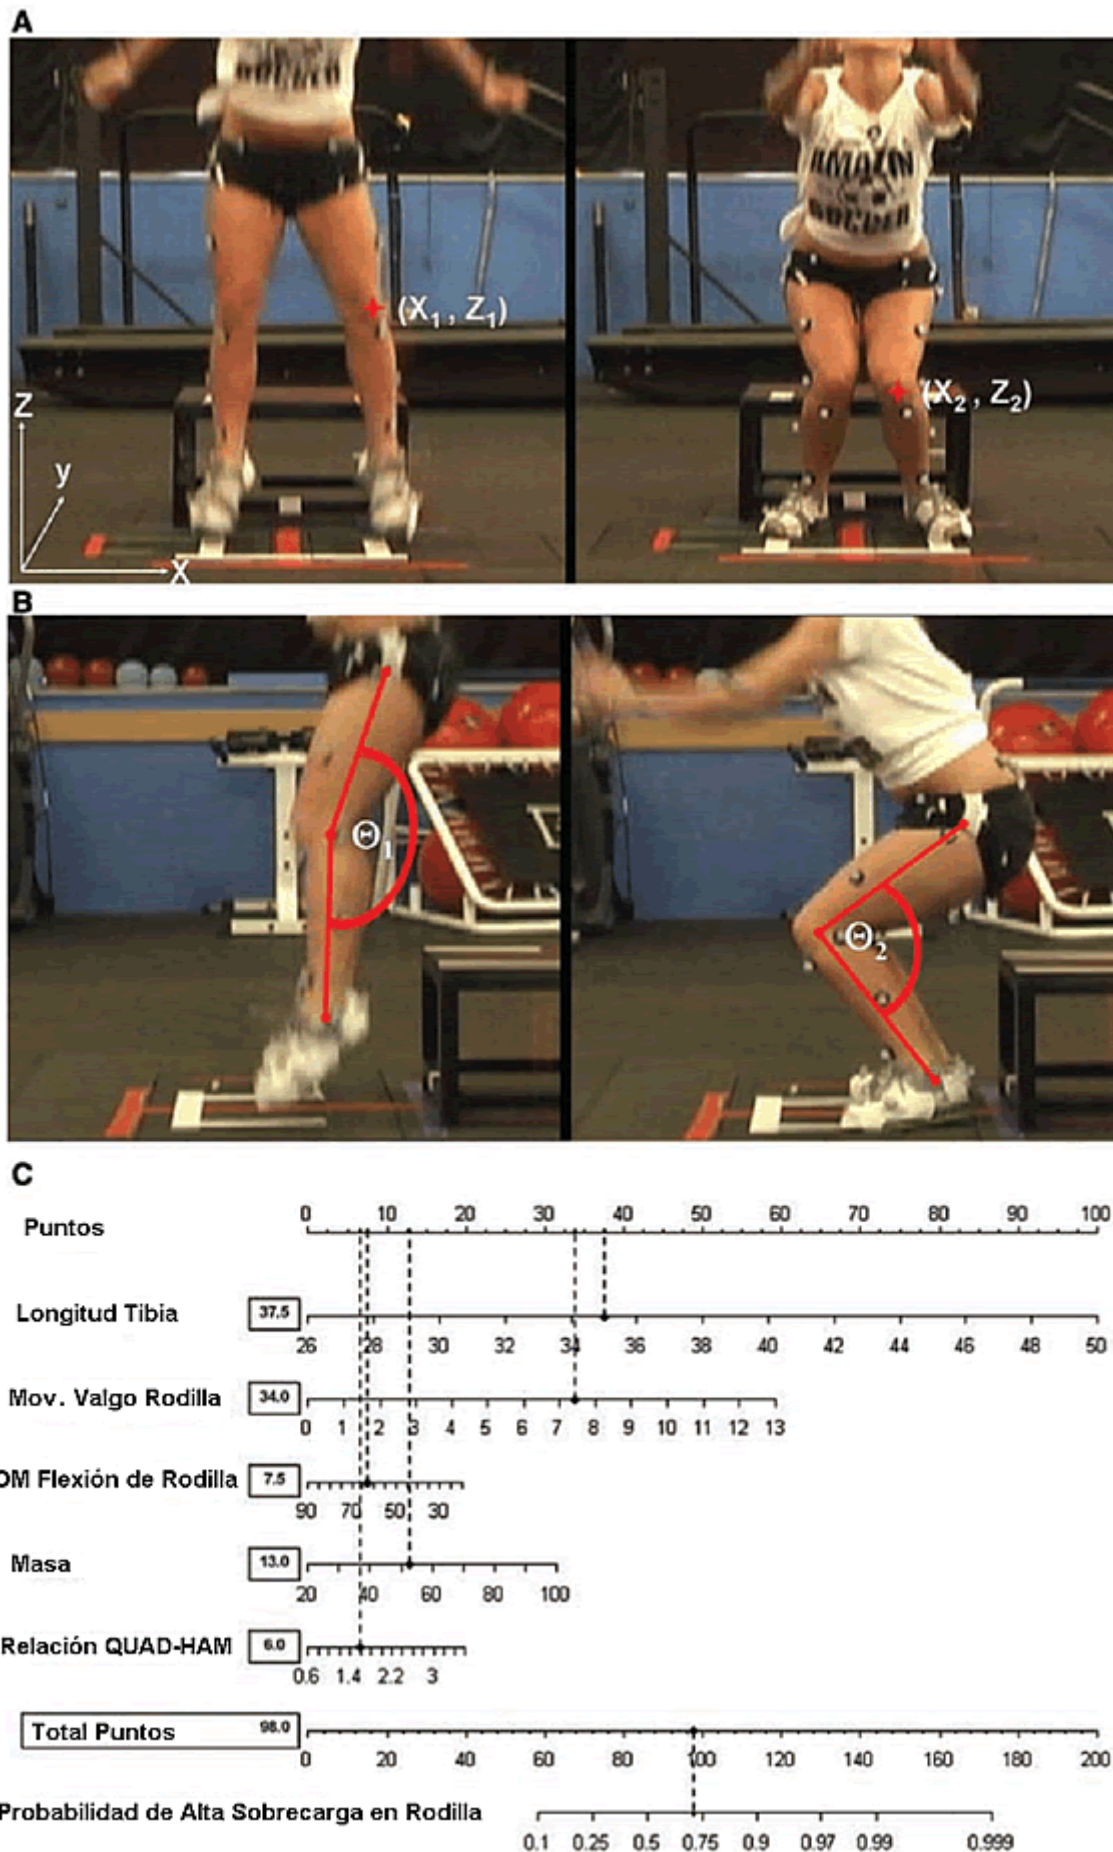 A
AMAZIN
SOCCER
(X1 , Z1)
(X2 , Z2)
Z
y
X
B
Θ1
Θ2
C
Puntos 0 10 20 30 40 50 60 70 80 90 100
Longitud Tibia 37.5
26 28 30 32 34 36 38 40 42 44 46 48 50
Mov. Valgo Rodilla 34.0
0 1 2 3 4 5 6 7 8 9 10 11 12 13
OM Flexión de Rodilla 7.5
90 70 50 30
Masa 13.0
20 40 60 80 100
Relación QUAD-HAM 6.0
0.6 1.4 2.2 3
Total Puntos 98.0
0 20 40 60 80 100 120 140 160 180 200
Probabilidad de Alta Sobrecarga en Rodilla
0.1 0.25 0.5 0.75 0.9 0.97 0.99 0.999